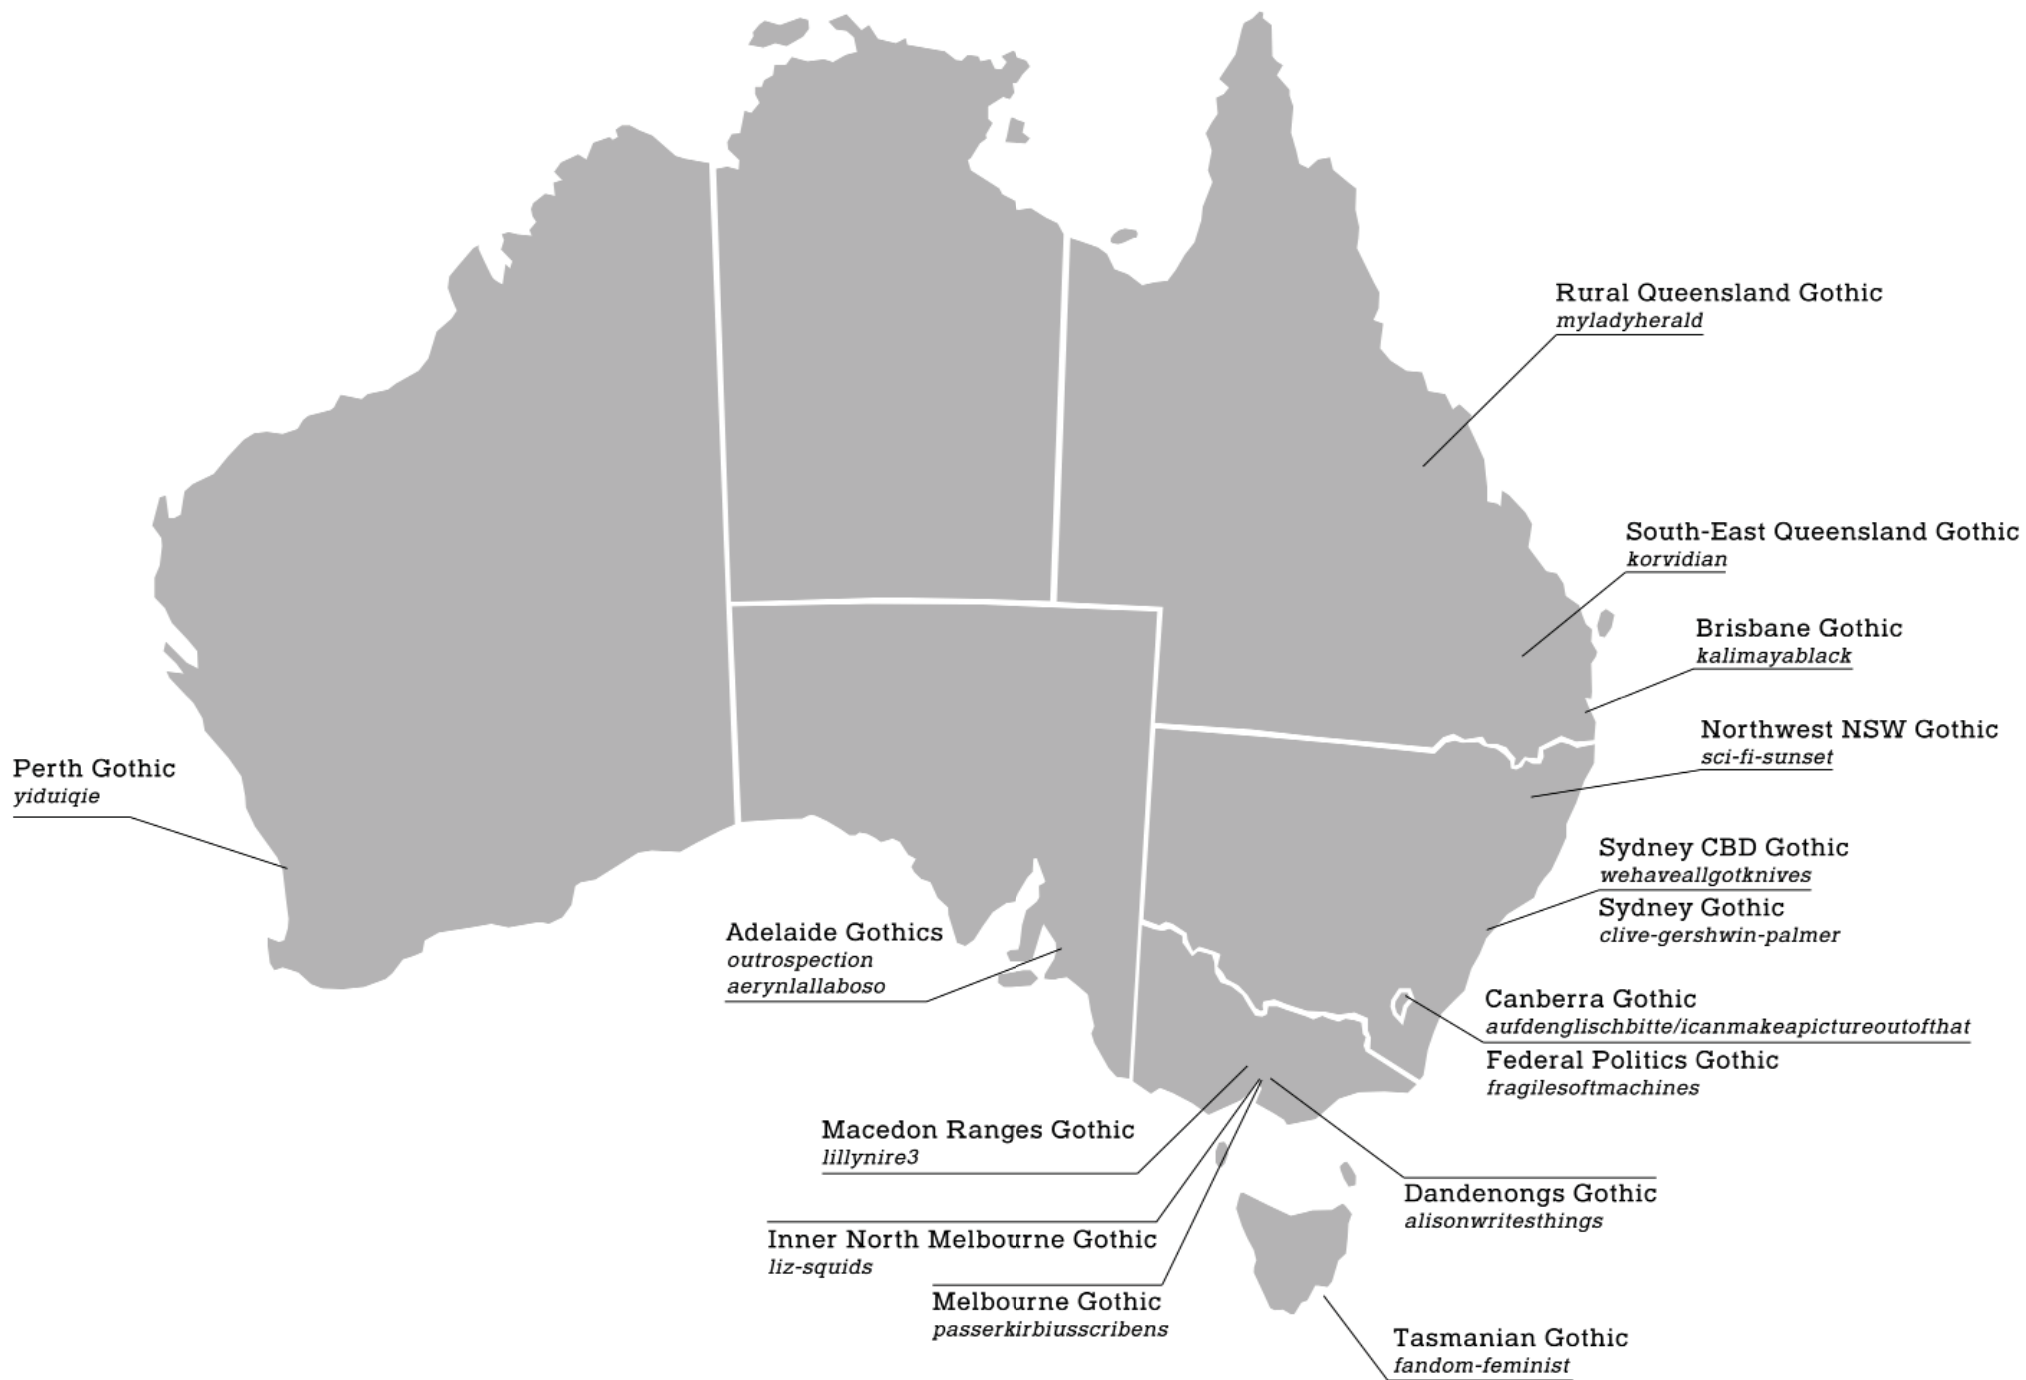 Rural Queensland Gothic
myladyherald
South-East Queensland Gothic
korvidian
Brisbane Gothic
kalimayablack
Northwest NSW Gothic
sci-fi-sunset
Perth Gothic
yiduiqie
Sydney CBD Gothic
wehaveallgotknives
Sydney Gothic
clive-gershwin-palmer
Adelaide Gothics
outrospection
aerynlallaboso
Canberra Gothic
aufdenglischbitte/icanmakeapictureoutofthat
Federal Politics Gothic
fragilesoftmachines
Macedon Ranges Gothic
lillynire3
Dandenongs Gothic
alisonwritesthings
Inner North Melbourne Gothic
liz-squids
Melbourne Gothic
passerkirbiusscribens
Tasmanian Gothic
fandom-feminist